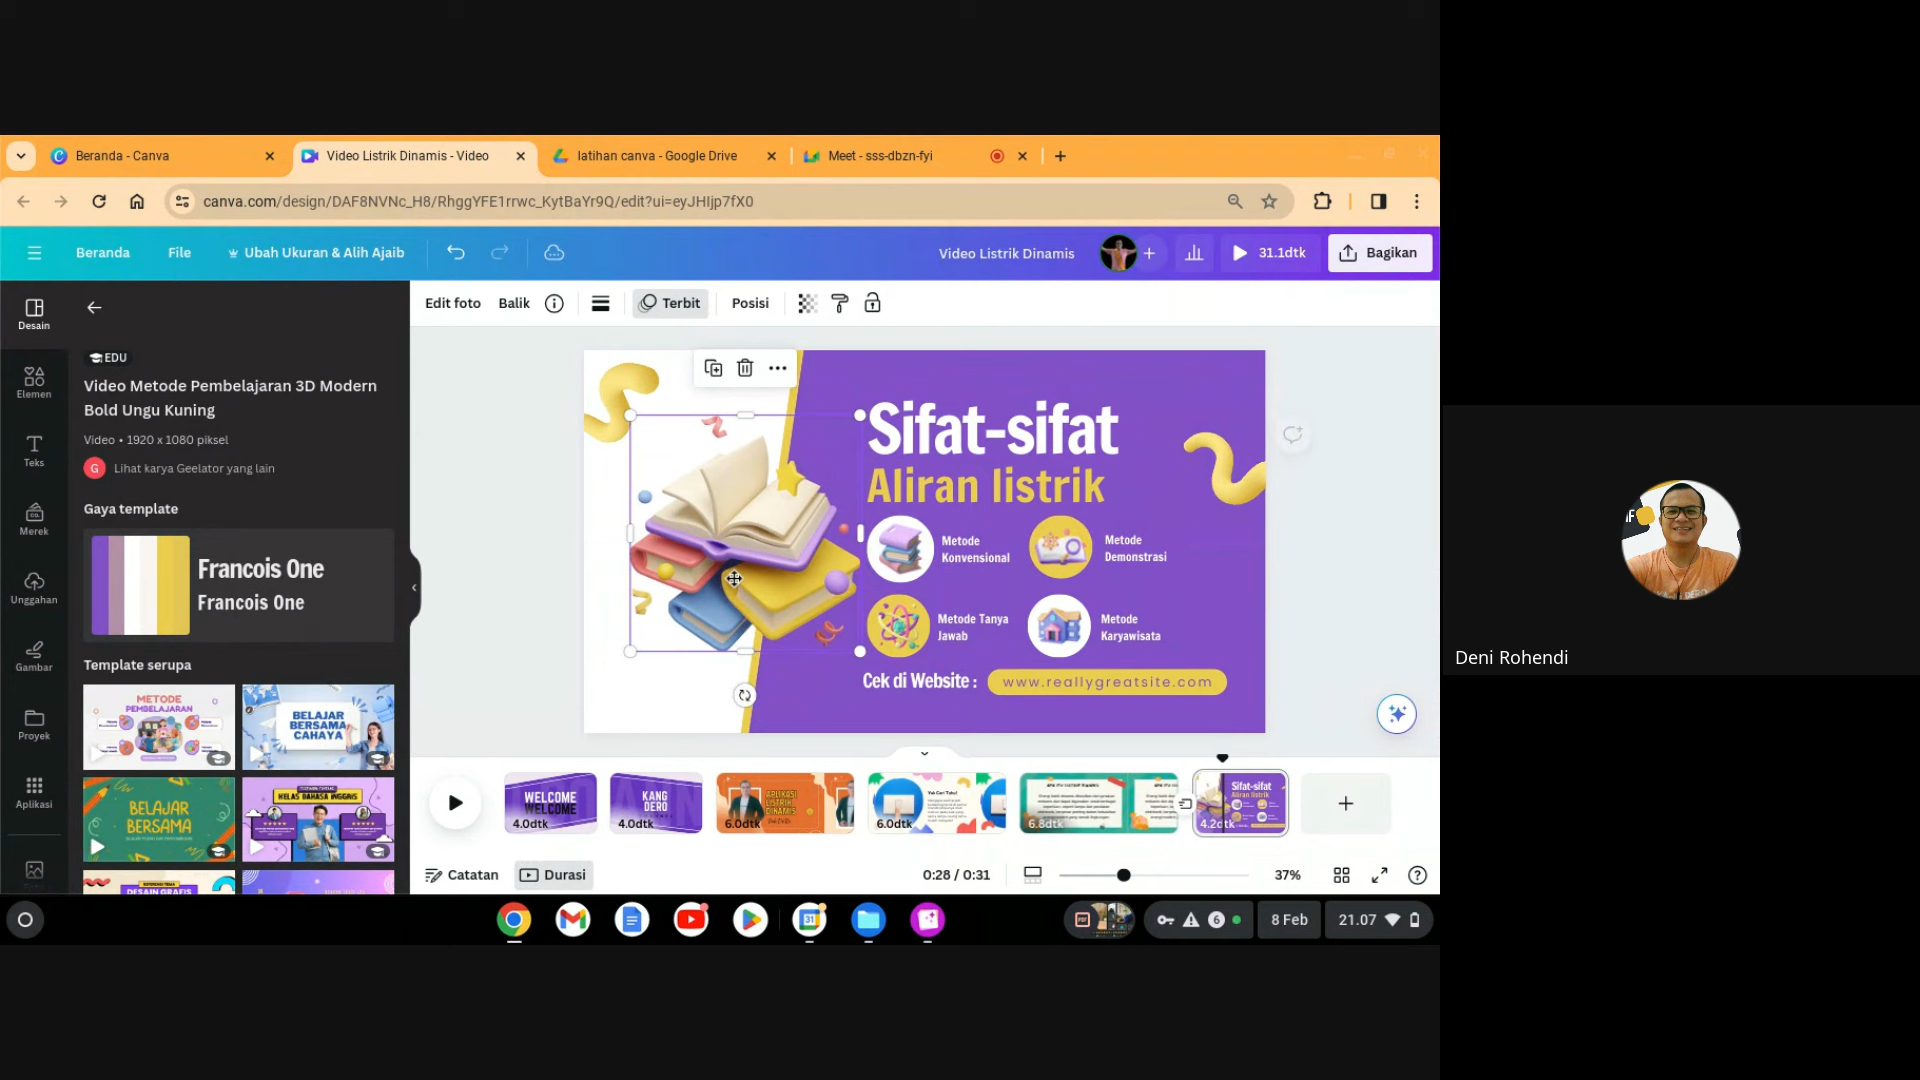 Beranda - Canva
Video Listrik Dinamis - Video
latihan canva - Google Drive
Meet - sss-dbzn-fyi
canva.com/design/DAF8NVNc_H8/RhggYFE1rrwc_KytBaYr9Q/edit?ui=eyJHIjp7fX0
Beranda
File
Ubah Ukuran & Alih Ajaib
Video Listrik Dinamis
31.1dtk
Bagikan
Desain
Elemen
Teks
Merek
Unggahan
Gambar
Proyek
Aplikasi
EDU
Video Metode Pembelajaran 3D Modern
Bold Ungu Kuning
Video • 1920 x 1080 piksel
G
Lihat karya Geelator yang lain
Gaya template
Francois One
Francois One
Template serupa
METODE
PEMBELAJARAN
BELAJAR
BERSAMA
CAHAYA
BELAJAR
BERSAMA
KELAS BAHASA INGGRIS
DESAIN GRAFIS
Edit foto
Balik
Terbit
Posisi
Sifat-sifat
Aliran listrik
Metode
Konvensional
Metode
Demonstrasi
Metode Tanya
Jawab
Metode
Karyawisata
Cek di Website :
www.reallygreatsite.com
WELCOME
WELCOME
4.0dtk
KANG
DERO
4.0dtk
APLIKASI
LISTRIK
DINAMIS
6.0dtk
6.0dtk
6.8dtk
Sifat-sifat
Aliran listrik
4.2dtk
Catatan
Durasi
0:28 / 0:31
37%
31
6
8 Feb
21.07
Deni Rohendi